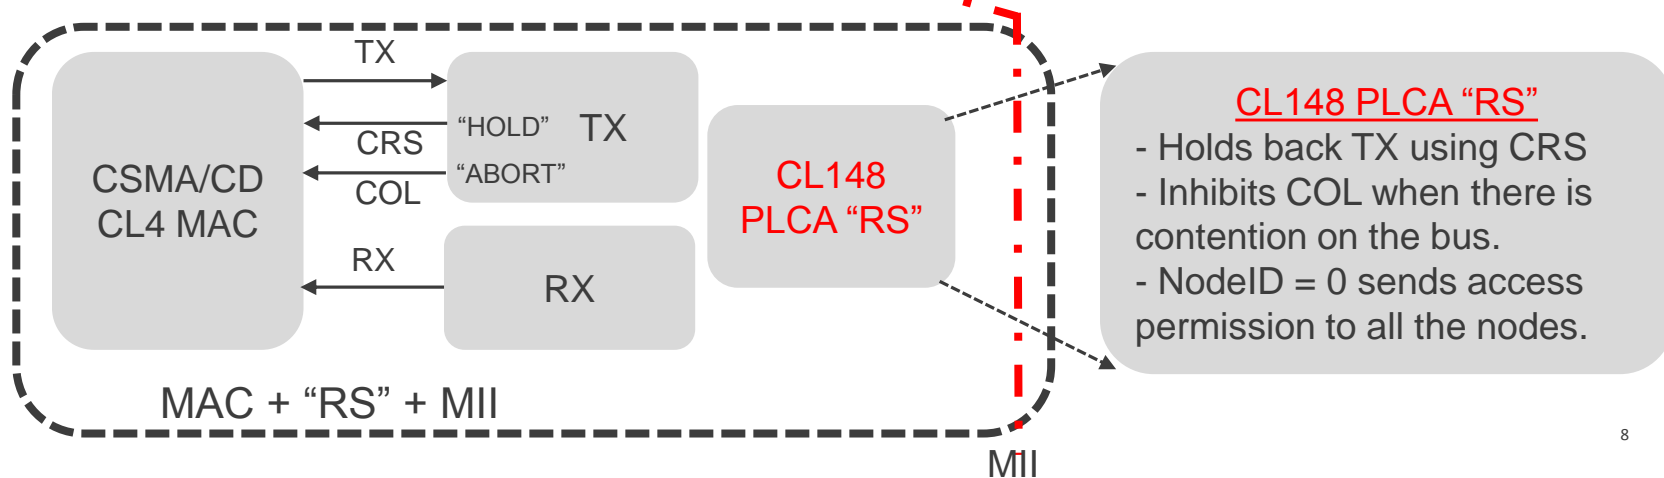 TX
"HOLD" TX
CRS
"ABORT"
COL
CSMA/CD
CL4 MAC
RX
RX
CL148
PLCA “RS”
MAC + “RS” + MII
MII
CL148 PLCA “RS”
- Holds back TX using CRS
- Inhibits COL when there is
contention on the bus.
- NodeID = 0 sends access
permission to all the nodes.
8